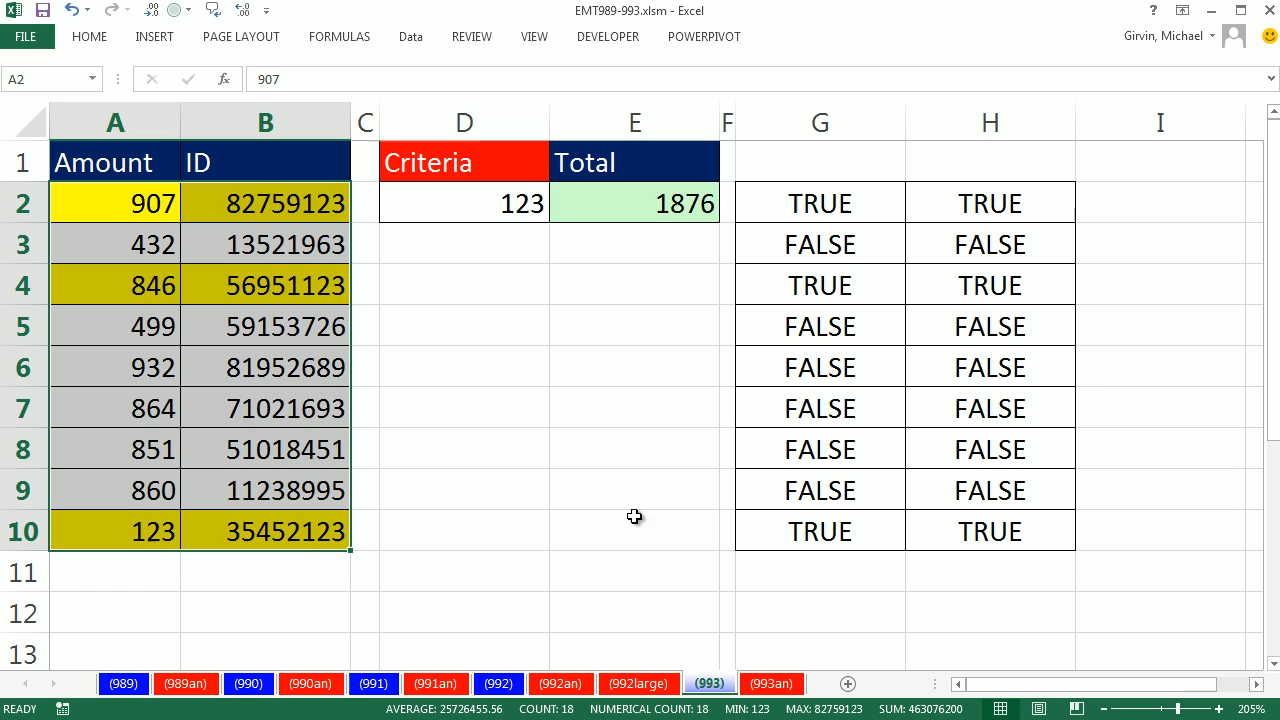 EMT989-993.xlsm - Excel
FILE HOME INSERT PAGE LAYOUT FORMULAS Data REVIEW VIEW DEVELOPER POWERPIVOT Girvin, Michael
A2 fx 907
A B C D E F G H I
1 Amount ID Criteria Total
2 907 82759123 123 1876 TRUE TRUE
3 432 13521963 FALSE FALSE
4 846 56951123 TRUE TRUE
5 499 59153726 FALSE FALSE
6 932 81952689 FALSE FALSE
7 864 71021693 FALSE FALSE
8 851 51018451 FALSE FALSE
9 860 11238995 FALSE FALSE
10 123 35452123 TRUE TRUE
11
12
13
(989) (989an) (990) (990an) (991) (991an) (992) (992an) (992large) (993) (993an)
READY AVERAGE: 25726455.56 COUNT: 18 NUMERICAL COUNT: 18 MIN: 123 MAX: 82759123 SUM: 463076200 205%